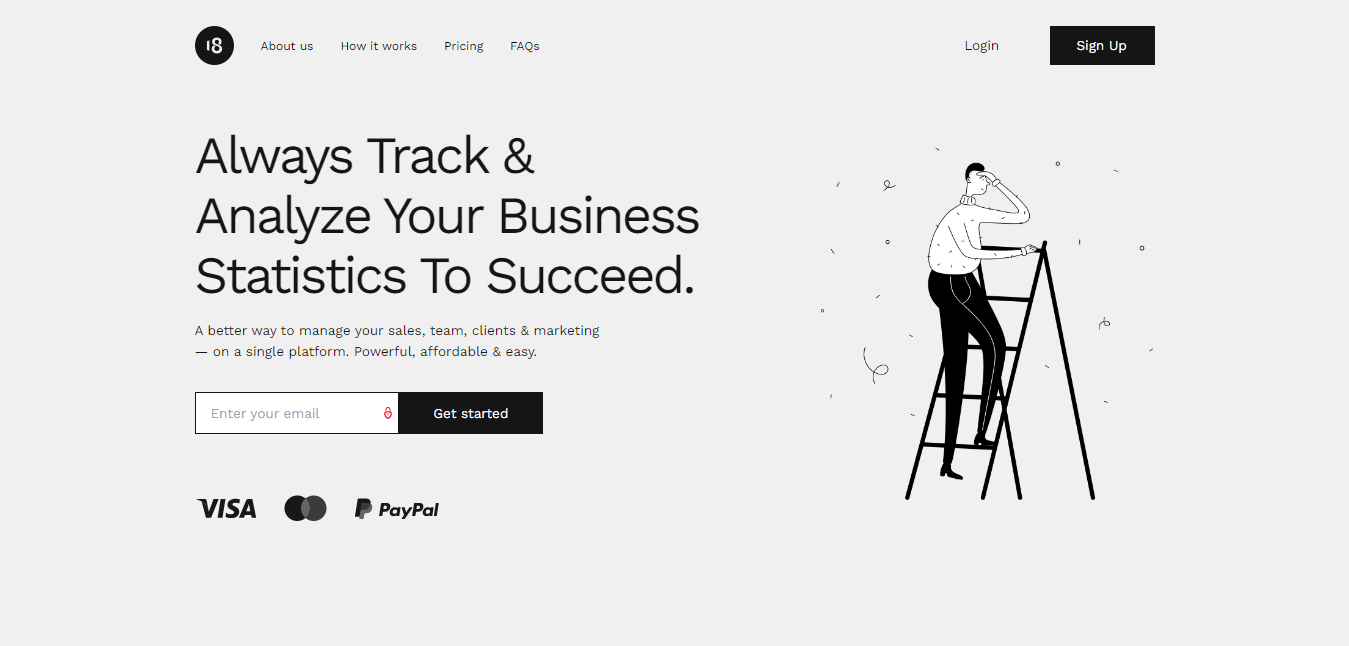 18
About us
How it works
Pricing
FAQs
Login
Sign Up
Always Track &
Analyze Your Business
Statistics To Succeed.
A better way to manage your sales, team, clients & marketing
— on a single platform. Powerful, affordable & easy.
Enter your email
Get started
VISA
PayPal